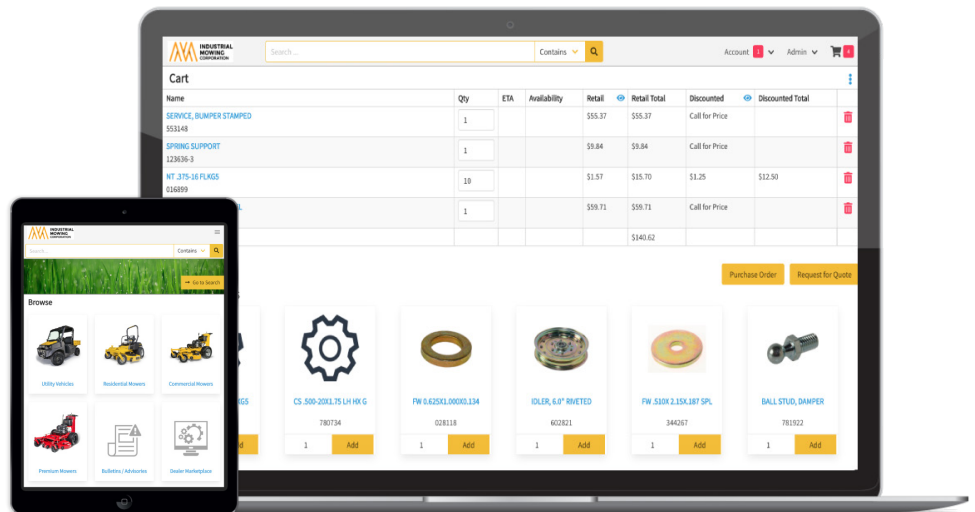 INDUSTRIAL
MOWING
CORPORATION
Search ...
Contains
Account 1
Admin
4
Cart
Name Qty ETA Availability Retail Retail Total Discounted Discounted Total
SERVICE, BUMPER STAMPED 1 $55.37 $55.37 Call for Price
553148
SPRING SUPPORT 1 $9.84 $9.84 Call for Price
123636-3
NT .375-16 FLKG5 10 $1.57 $15.70 $1.25 $12.50
016899
1 $59.71 $59.71 Call for Price
$140.62
Purchase Order Request for Quote
CS .500-20X1.75 LH HX G FW 0.625X1.000X0.134 IDLER, 6.0" RIVETED FW .510X 2.15X.187 SPL BALL STUD, DAMPER
780734 028118 602821 344267 781922
1 Add 1 Add 1 Add 1 Add 1 Add
INDUSTRIAL
MOWING
CORPORATION
Search...
Contains
Go to Search
Browse
Utility Vehicles Residential Mowers Commercial Mowers
Premium Mowers Bulletins / Advisories Dealer Marketplace